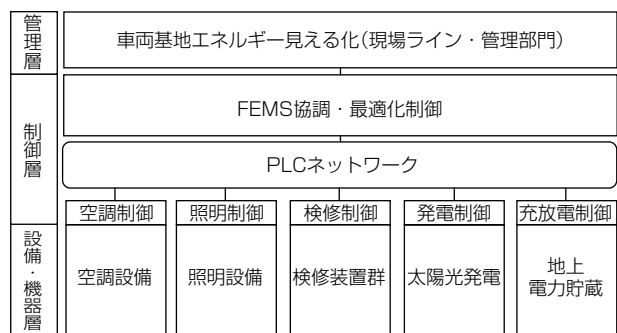 管理層
車両基地エネルギー見える化(現場ライン・管理部門)
制御層
FEMS協調・最適化制御
PLCネットワーク
空調制御
照明制御
検修制御
発電制御
充放電制御
設備・機器層
空調設備
照明設備
検修装置群
太陽光発電
地上
電力貯蔵